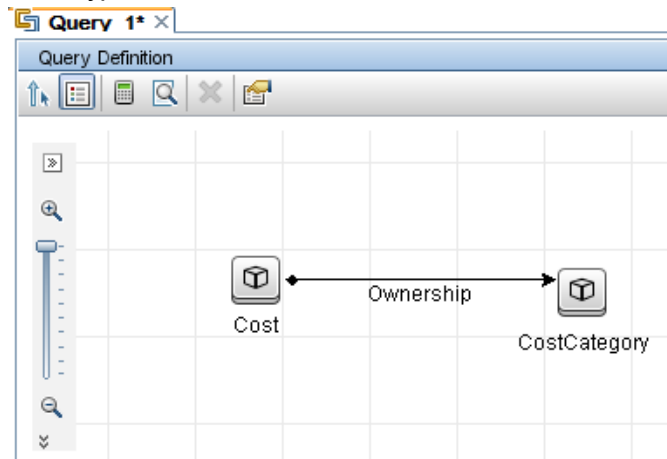 Query 1*
Query Definition
Ownership
Cost
CostCategory